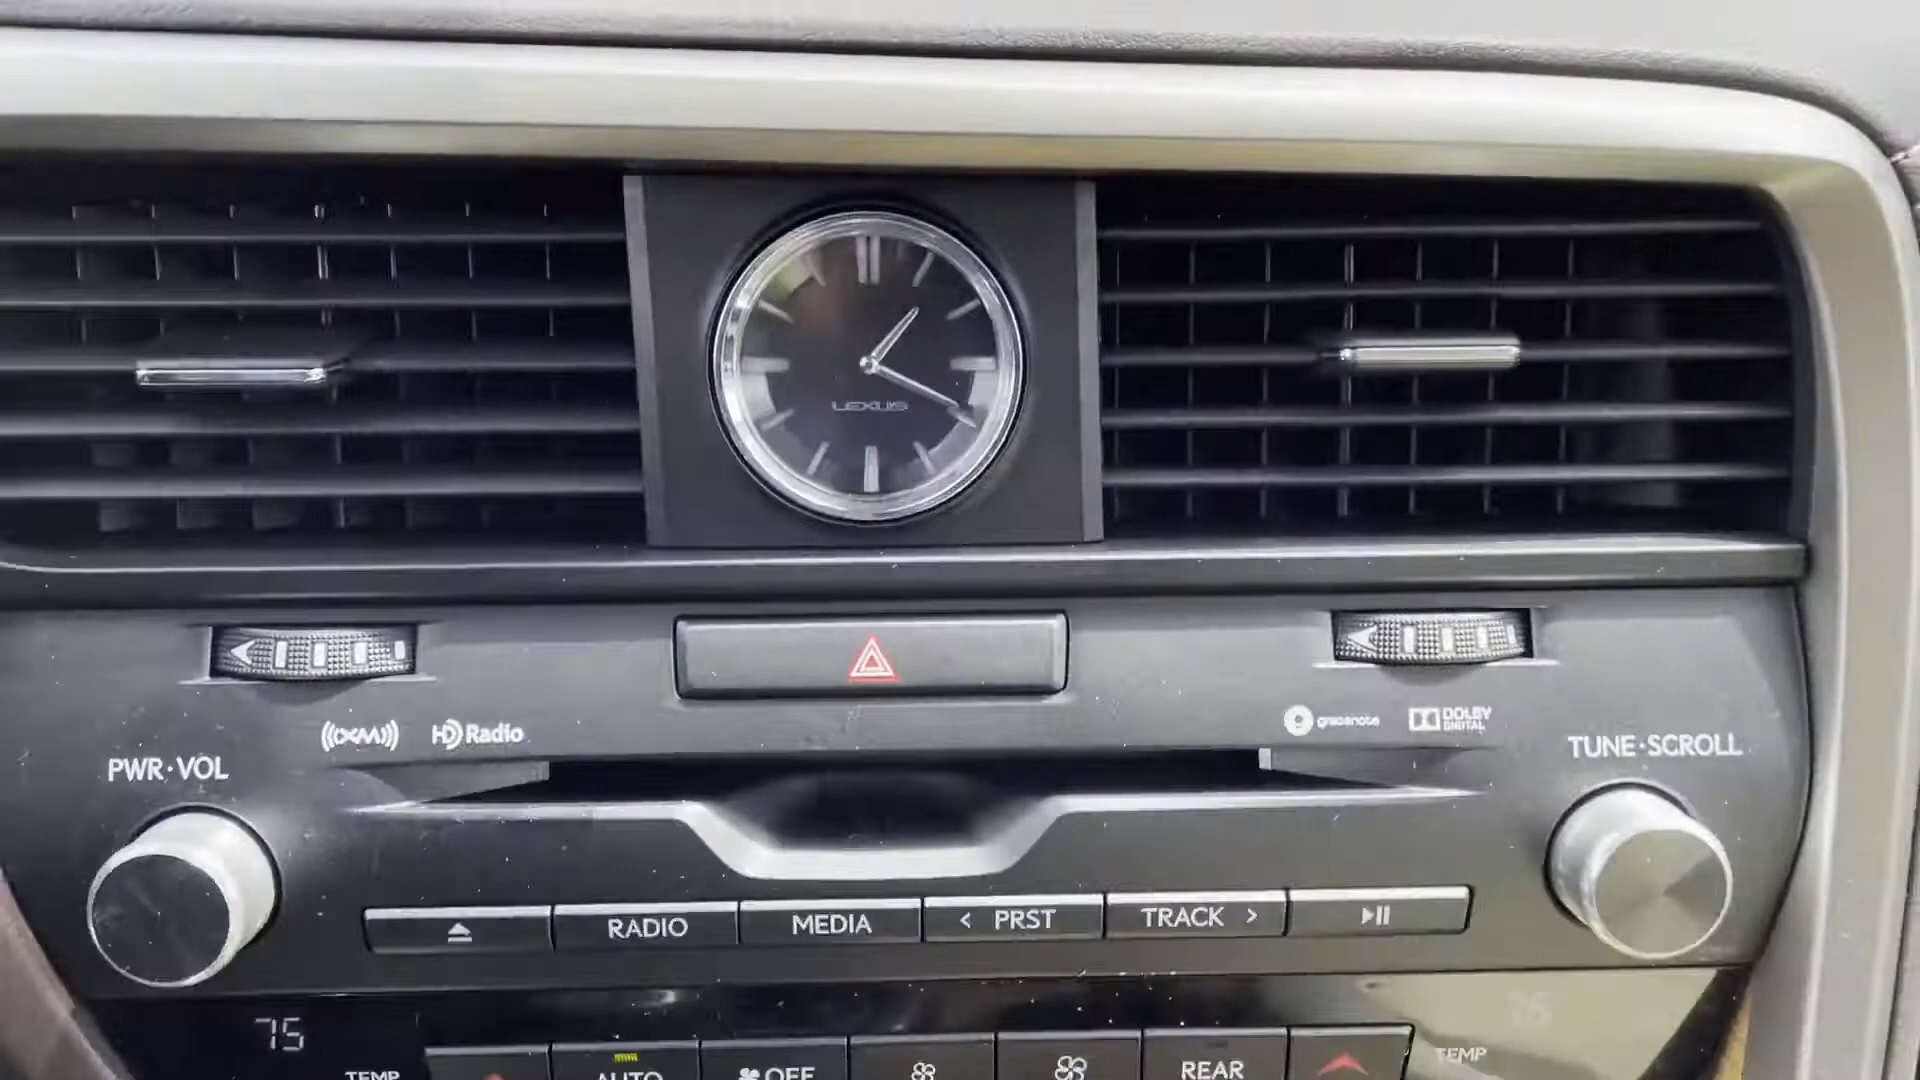 LEXUS
((XM)) HD Radio
gracenote DOLBY
DIGITAL
PWR·VOL
TUNE·SCROLL
RADIO
MEDIA
< PRST
TRACK >
75
TEMP
AUTO
OFF
REAR
TEMP